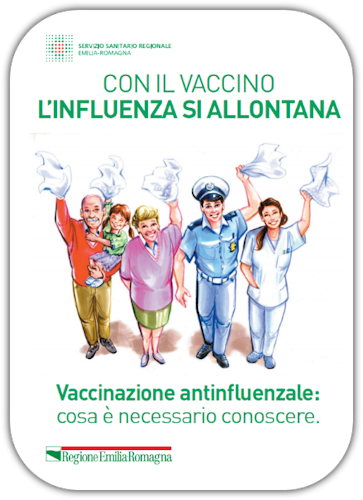 SERVIZIO SANITARIO REGIONALE
EMILIA-ROMAGNA
CON IL VACCINO
L'INFLUENZA SI ALLONTANA
Vaccinazione antinfluenzale:
cosa è necessario conoscere.
Regione Emilia Romagna